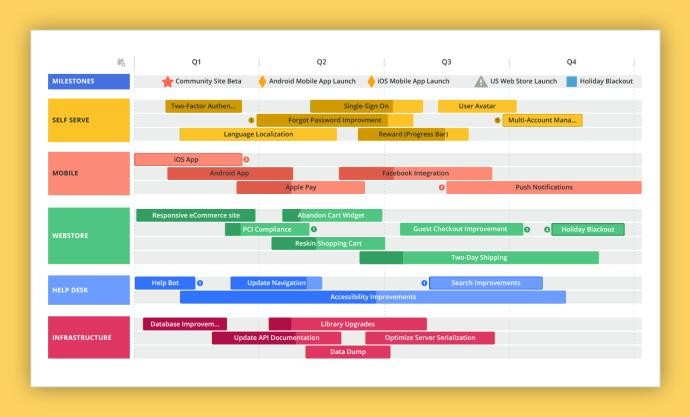 Q1 Q2 Q3 Q4
MILESTONES Community Site Beta Android Mobile App Launch iOS Mobile App Launch US Web Store Launch Holiday Blackout
SELF SERVE
Two-Factor Authen... Single-Sign On User Avatar
Forgot Password Improvment Multi-Account Mana...
Language Localization Reward (Progress Bar)
MOBILE
iOS App
Android App Facebook Integration
Apple Pay Push Notifications
WEBSTORE
Responsive eCommerce site Abandon Cart Widget
PCI Compliance Guest Checkout Improvement Holiday Blackout
Reskin Shopping Cart
Two-Day Shipping
HELP DESK
Help Bot Update Navigation Search Improvements
Accessibility Improvements
INFRASTRUCTURE
Database Improvem... Library Upgrades
Update API Documentation Optimize Server Serialization
Data Dump